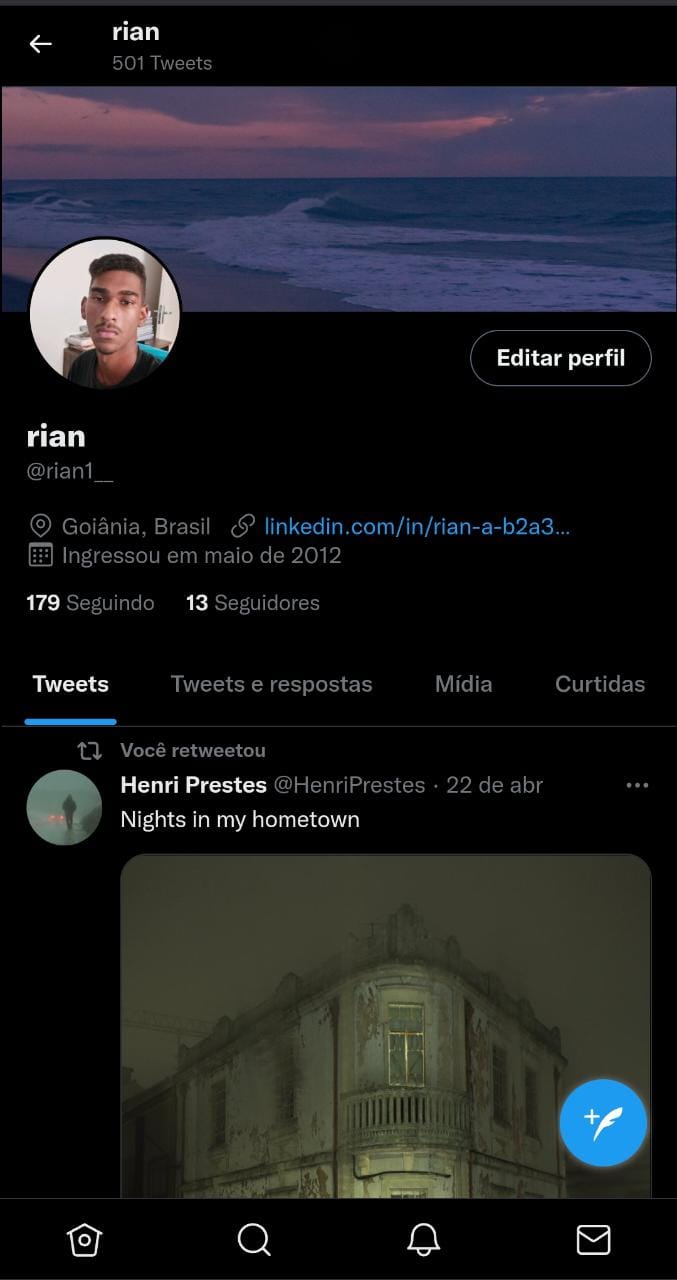 rian
501 Tweets
Editar perfil
rian
@rian1__
Goiânia, Brasil linkedin.com/in/rian-a-b2a3...
Ingressou em maio de 2012
179 Seguindo 13 Seguidores
Tweets Tweets e respostas Mídia Curtidas
Você retweetou
Henri Prestes @HenriPrestes · 22 de abr
Nights in my hometown